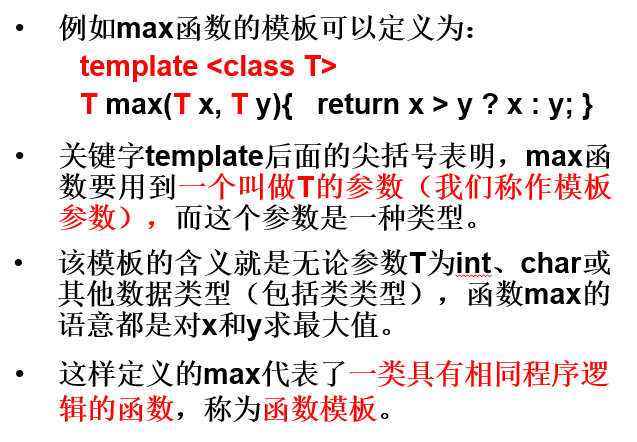 • 例如max函数的模板可以定义为：
template <class T>
T max(T x, T y){ return x > y ? x : y; }
• 关键字template后面的尖括号表明，max函
数要用到一个叫做T的参数（我们称作模板
参数），而这个参数是一种类型。
• 该模板的含义就是无论参数T为int、char或
其他数据类型（包括类类型），函数max的
语意都是对x和y求最大值。
• 这样定义的max代表了一类具有相同程序逻
辑的函数，称为函数模板。